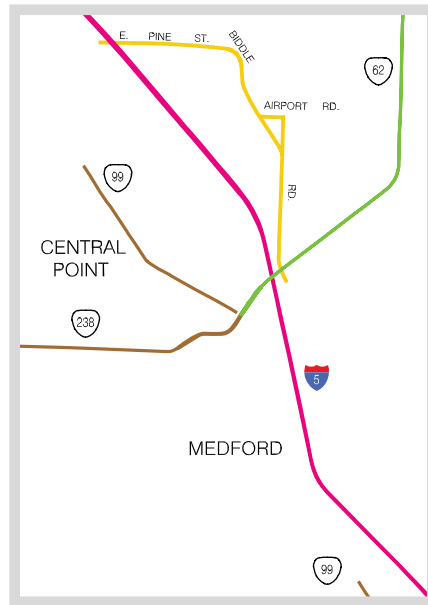 E. PINE ST.
BIDDLE
62
AIRPORT RD.
99
RD.
CENTRAL
POINT
238
5
MEDFORD
99